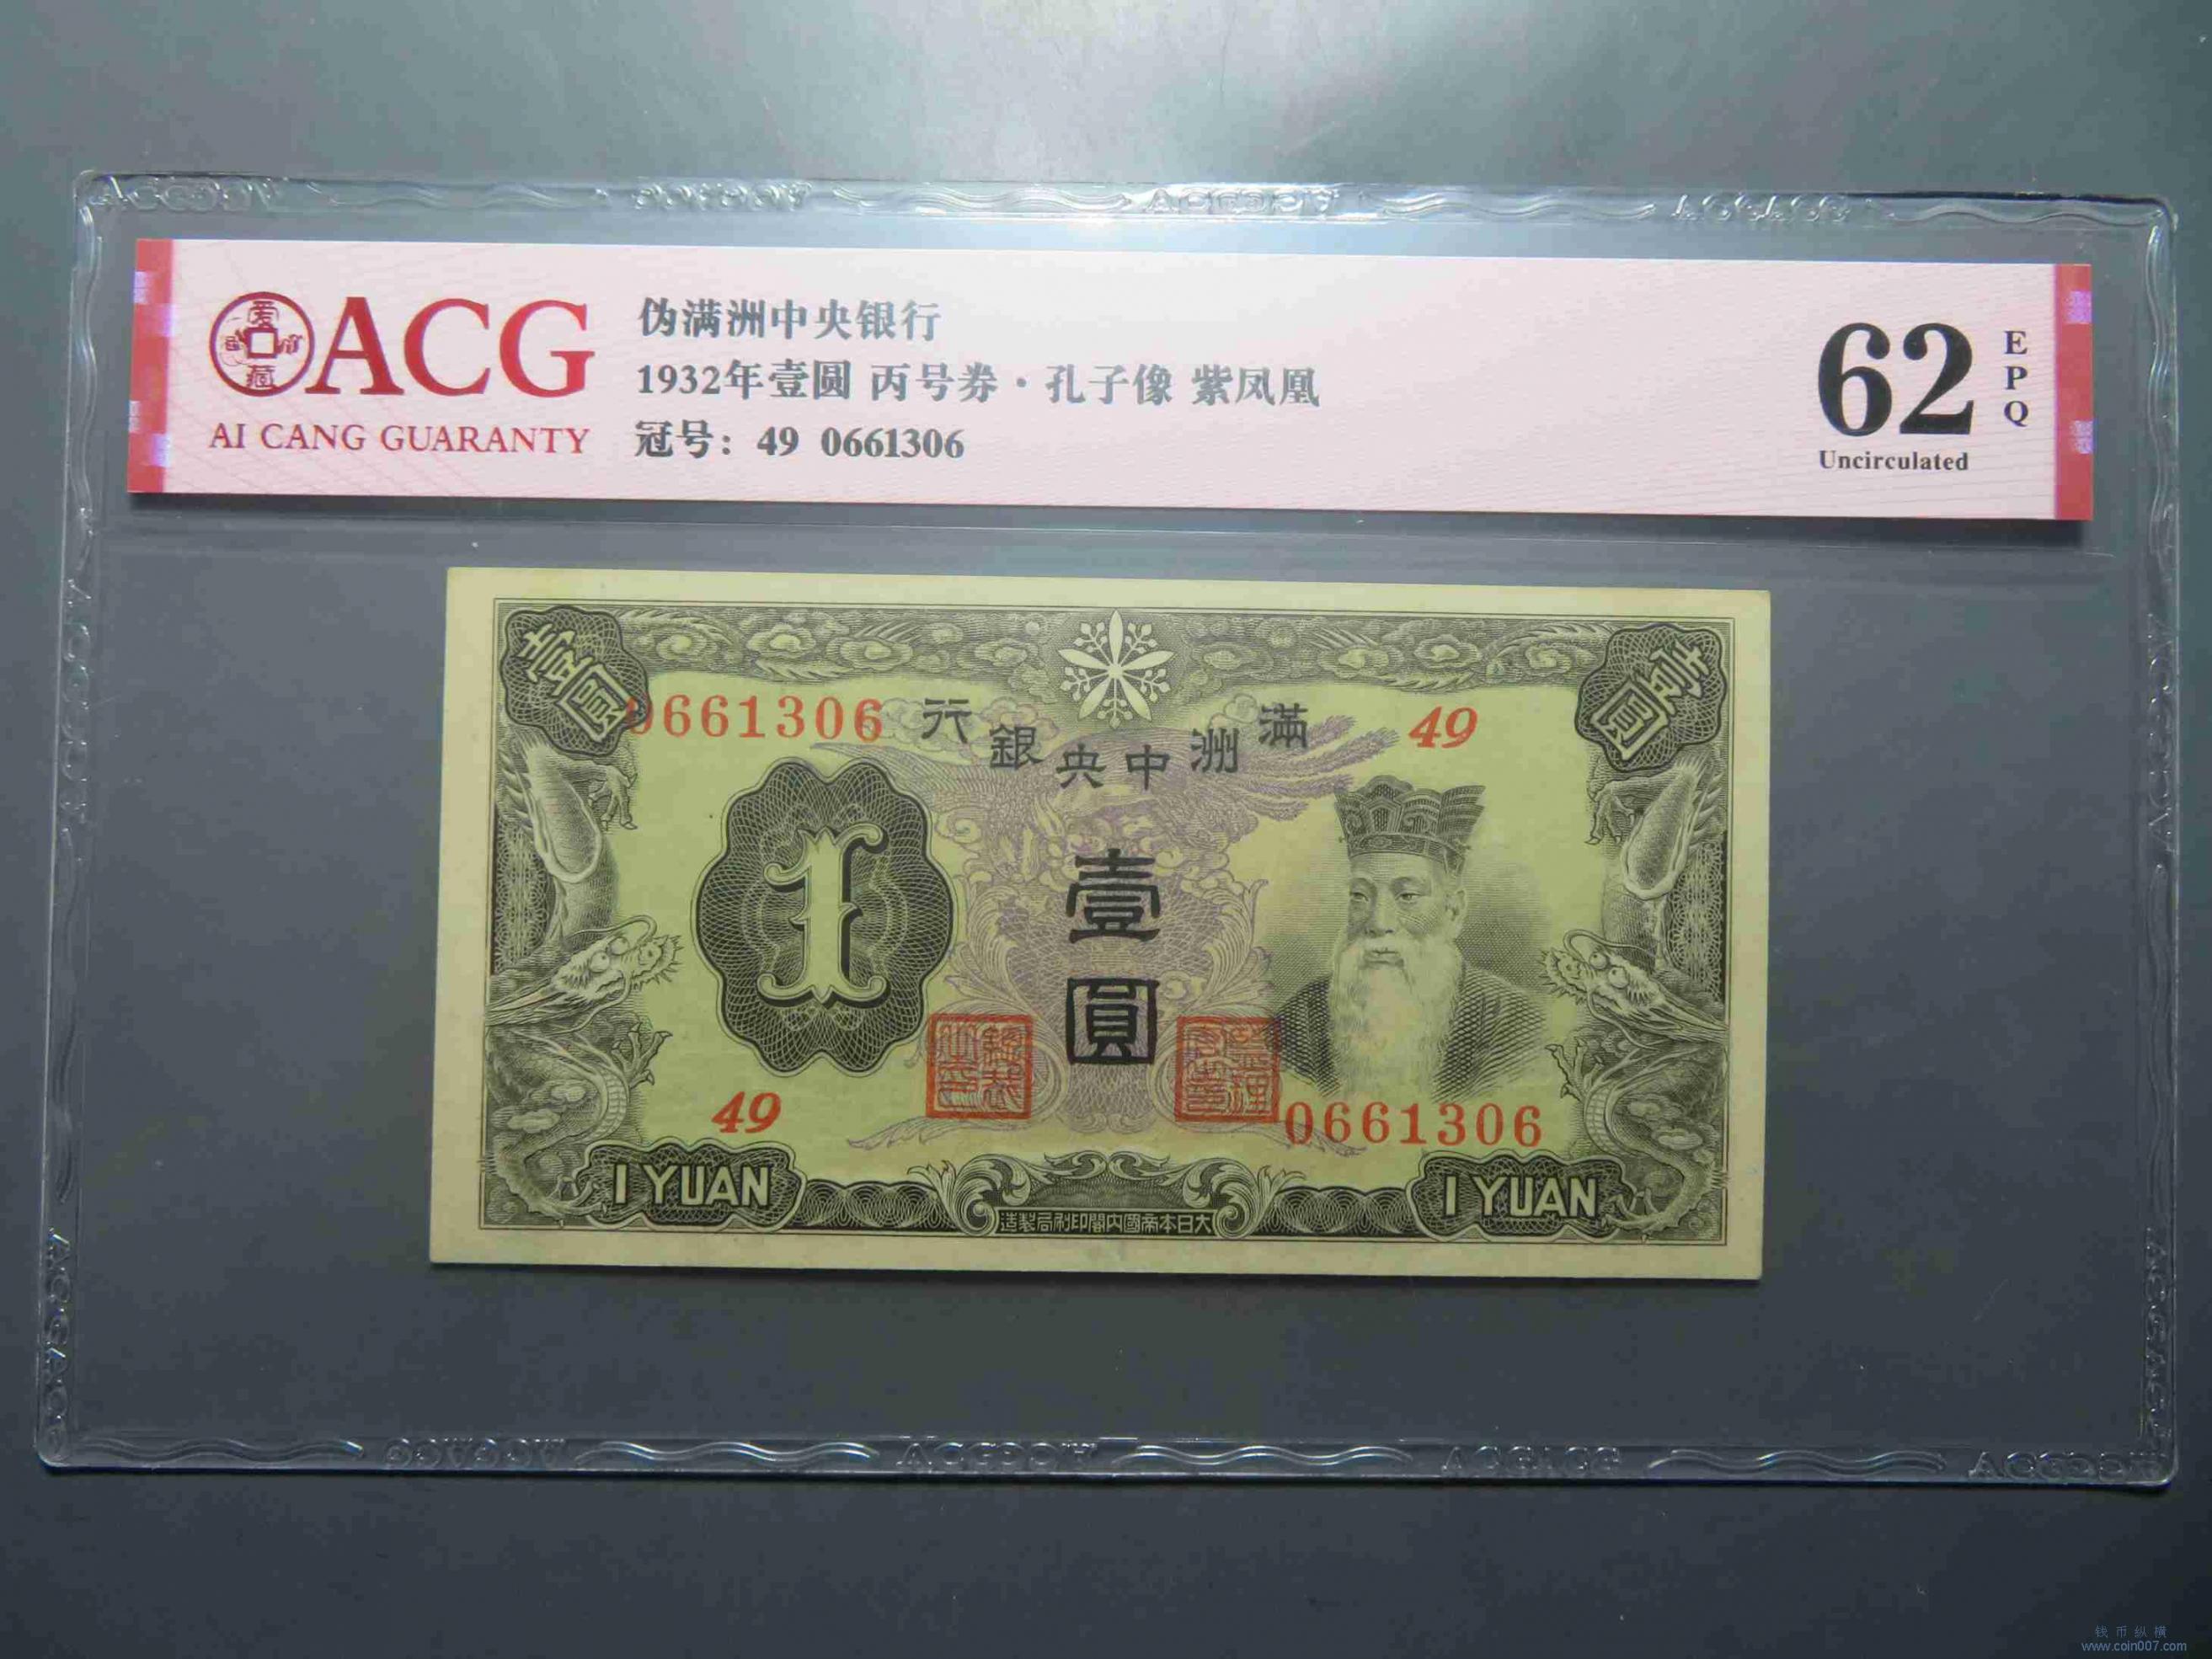 ACG
AI CANG GUARANTY
伪满洲中央银行
1932年壹圆 丙号券·孔子像 紫凤凰
冠号: 49 0661306
62
EPQ
Uncirculated
壹圓
壹圓
0661306
行銀央中洲滿
49
1
壹圓
49
0661306
1 YUAN
造製局刷印閣内國帝本日大
1 YUAN
钱币纵横
www.coin007.com